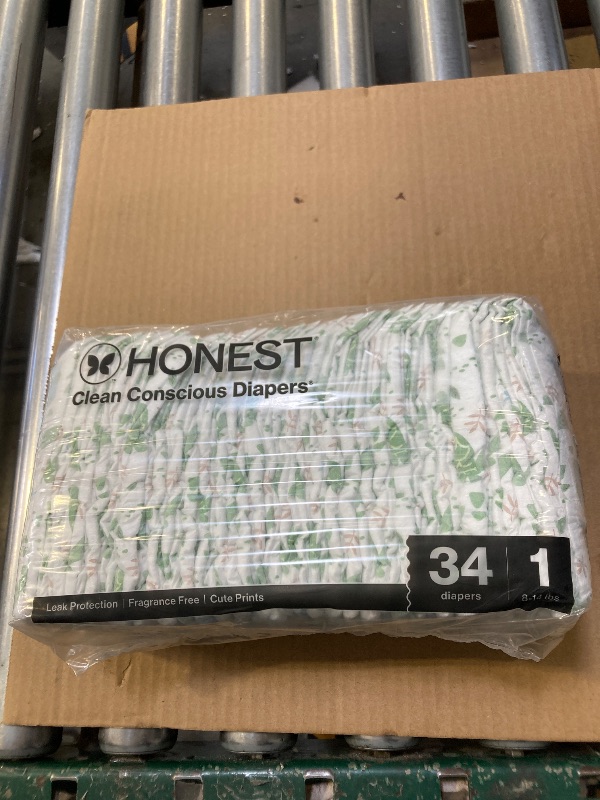 HONEST
Clean Conscious Diapers
Leak Protection | Fragrance Free | Cute Prints
34
diapers
1
8-14 lbs